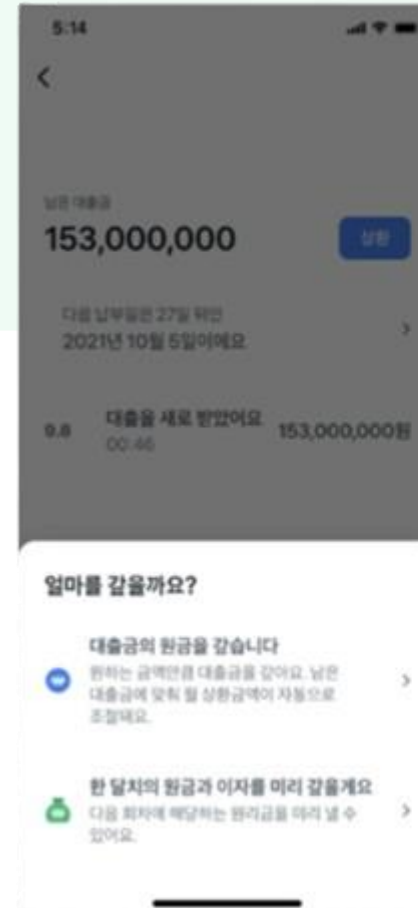 5:14
남은 대출금
153,000,000
상환
다음 납부일은 27일 뒤인
2021년 10월 5일이에요
9.8
대출을 새로 받았어요
153,000,000원
00:46
얼마를 갚을까요?
대출금의 원금을 갚습니다
원하는 금액만큼 대출금을 갚아요. 남은
대출금에 맞춰 월 상환금액이 자동으로
조절돼요.
한 달치의 원금과 이자를 미리 갚을게요
다음 회차에 해당하는 원리금을 미리 낼 수
있어요.